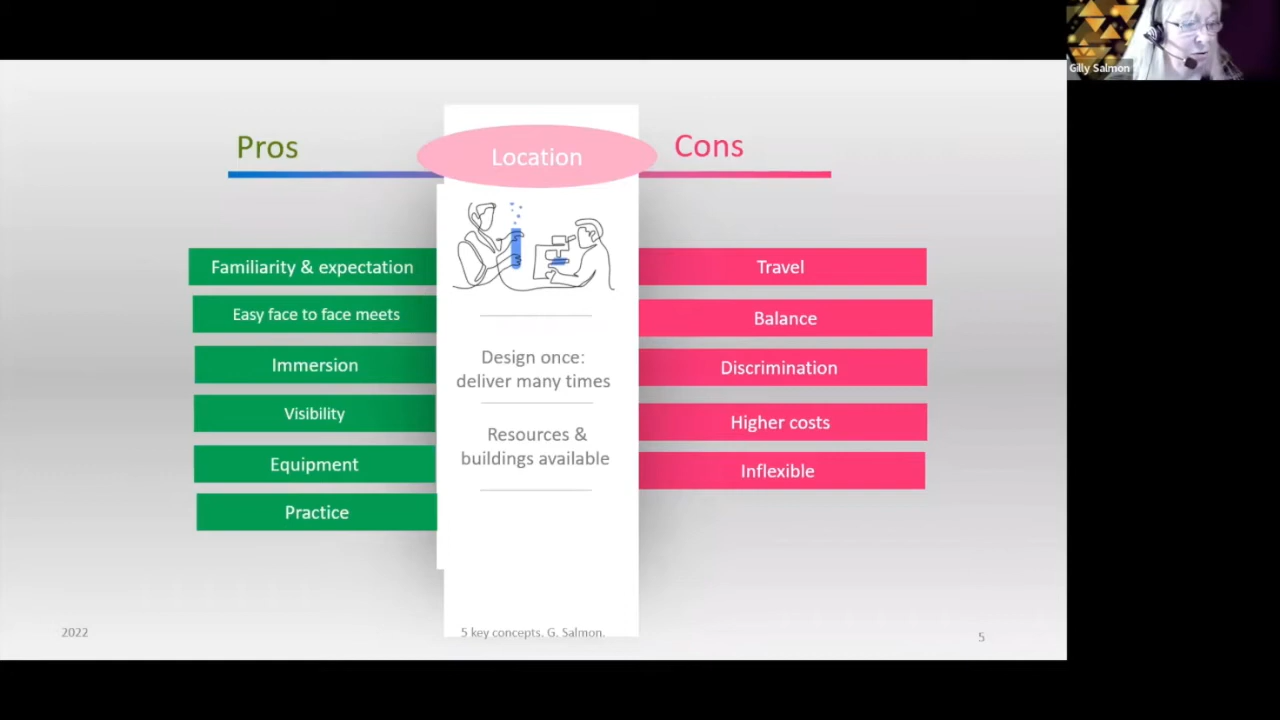 Gilly Salmon
Pros
Location
Cons
Familiarity & expectation
Easy face to face meets
Immersion
Visibility
Equipment
Practice
Design once:
deliver many times
Resources &
buildings available
Travel
Balance
Discrimination
Higher costs
Inflexible
2022
5 key concepts. G. Salmon.
5